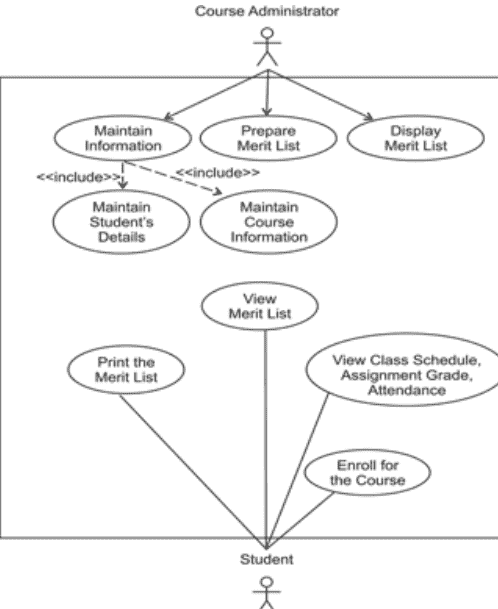 Course Administrator
Maintain
Information
Prepare
Merit List
Display
Merit List
<<include>>
<<include>>
Maintain
Student's
Details
Maintain
Course
Information
View
Merit List
Print the
Merit List
View Class Schedule,
Assignment Grade,
Attendance
Enroll for
the Course
Student